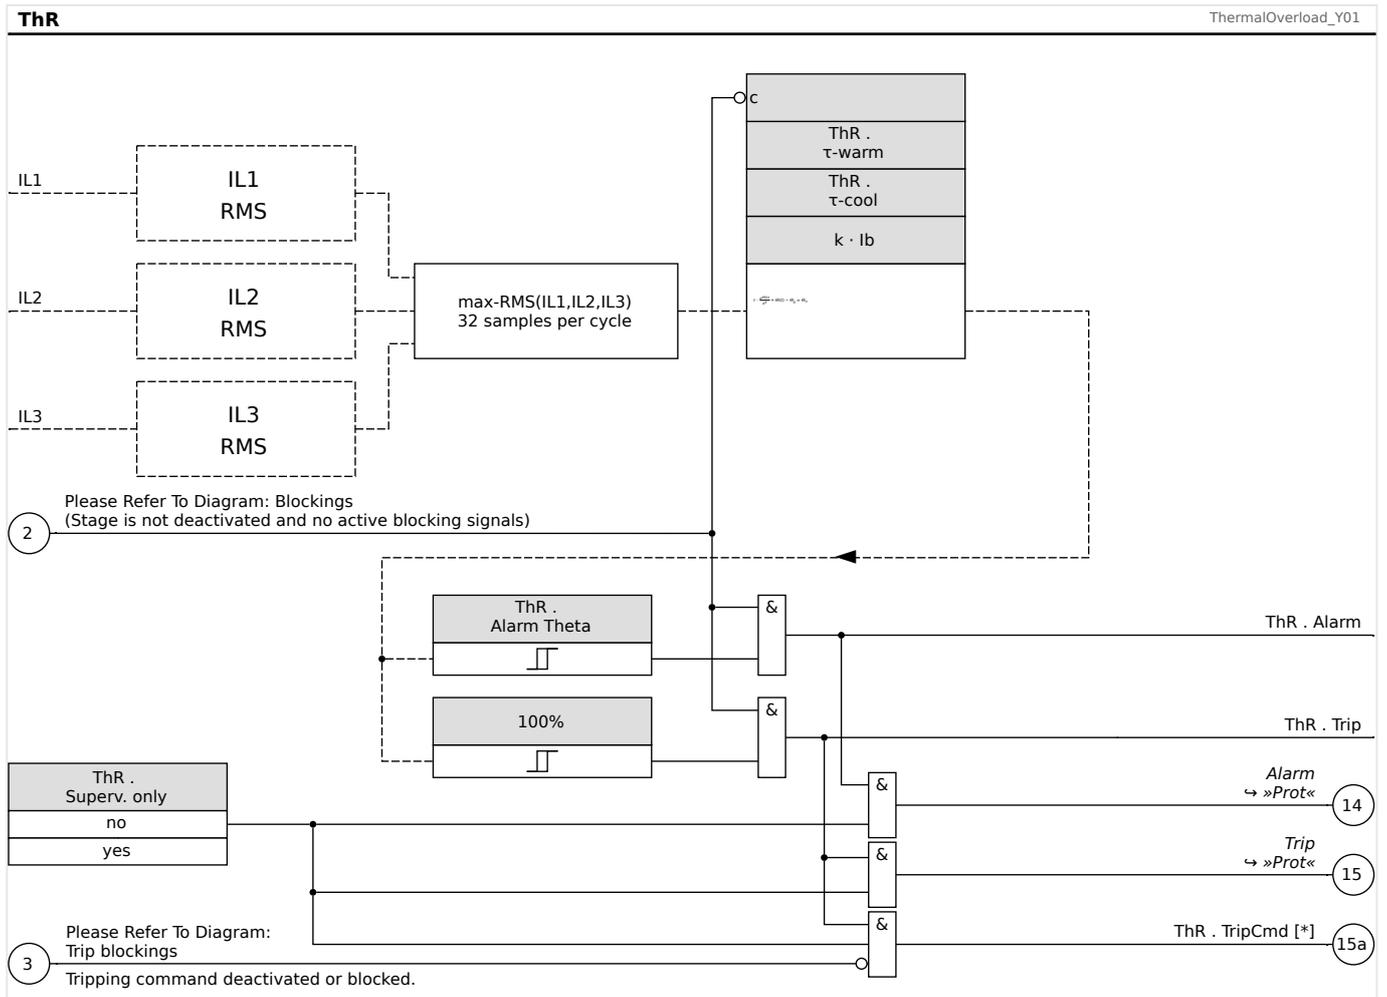 ThR
ThermalOverload_Y01
c
ThR .
τ-warm
ThR .
τ-cool
k · Ib
IL1
IL1
RMS
IL2
IL2
RMS
max-RMS(IL1,IL2,IL3)
32 samples per cycle
IL3
IL3
RMS
Please Refer To Diagram: Blockings
(Stage is not deactivated and no active blocking signals)
2
ThR .
Alarm Theta
&
ThR . Alarm
100%
&
ThR . Trip
ThR .
Superv. only
no
yes
&
Alarm
↪ »Prot«
14
&
Trip
↪ »Prot«
15
&
ThR . TripCmd [*]
15a
Please Refer To Diagram:
Trip blockings
3
Tripping command deactivated or blocked.